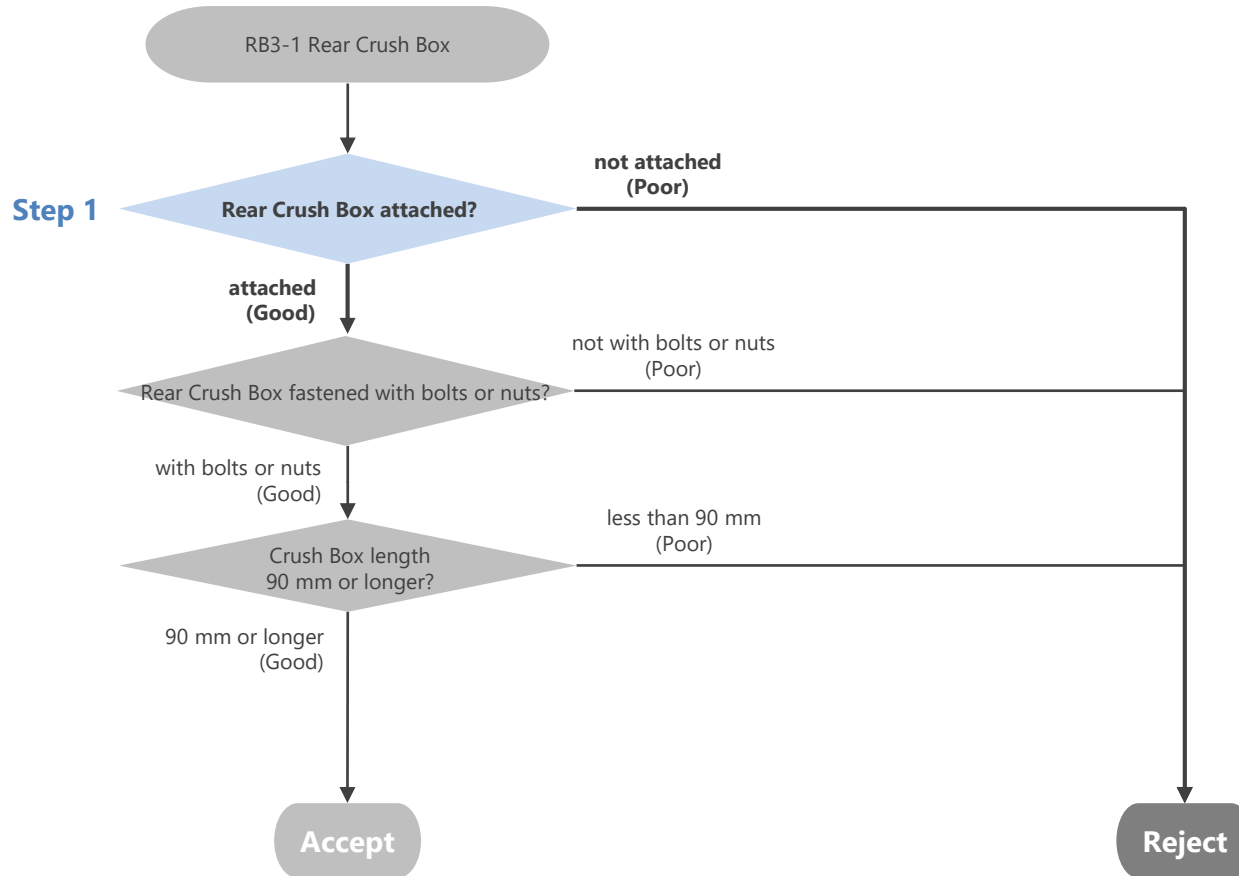 RB3-1 Rear Crush Box
not attached
(Poor)
Step 1
Rear Crush Box attached?
attached
(Good)
not with bolts or nuts
(Poor)
Rear Crush Box fastened with bolts or nuts?
with bolts or nuts
(Good)
less than 90 mm
(Poor)
Crush Box length
90 mm or longer?
90 mm or longer
(Good)
Accept
Reject